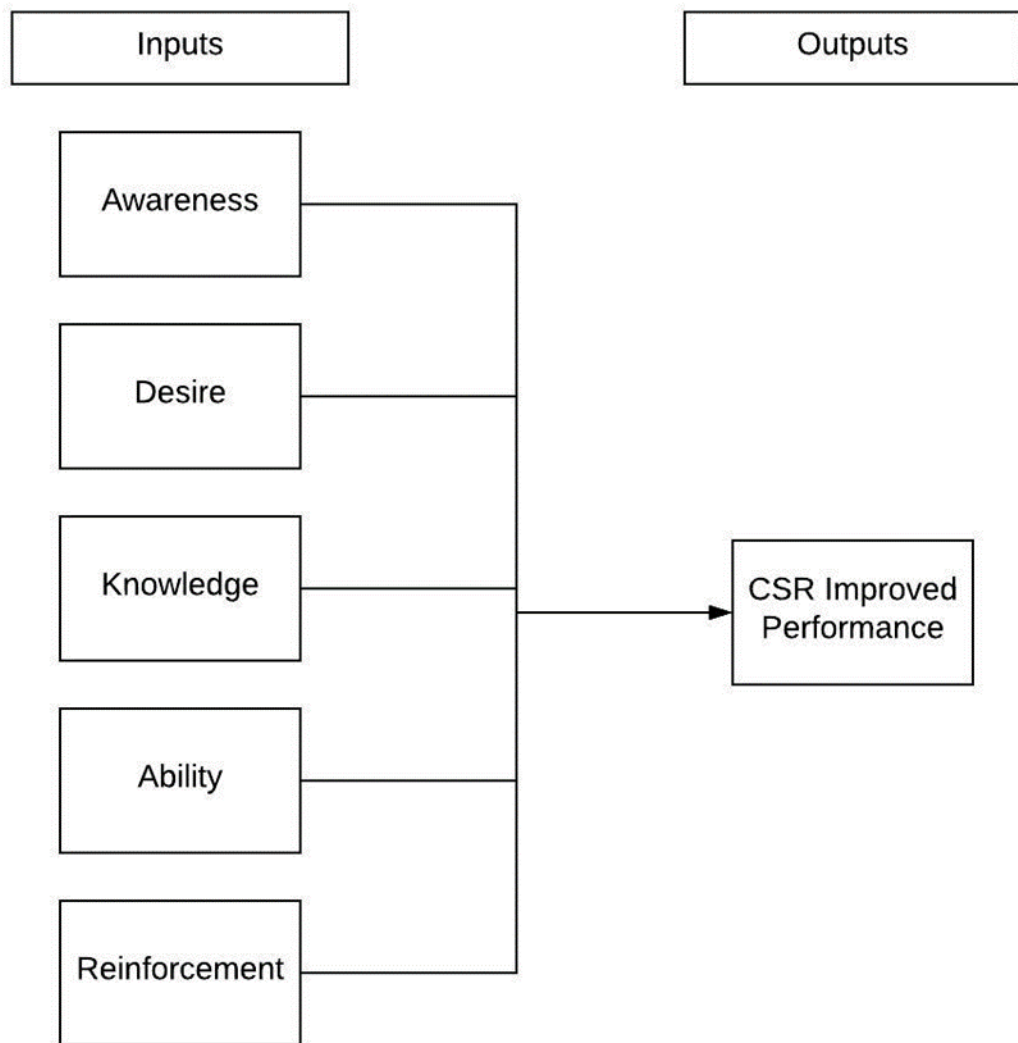 Inputs
Outputs
Awareness
Desire
Knowledge
CSR Improved
Performance
Ability
Reinforcement